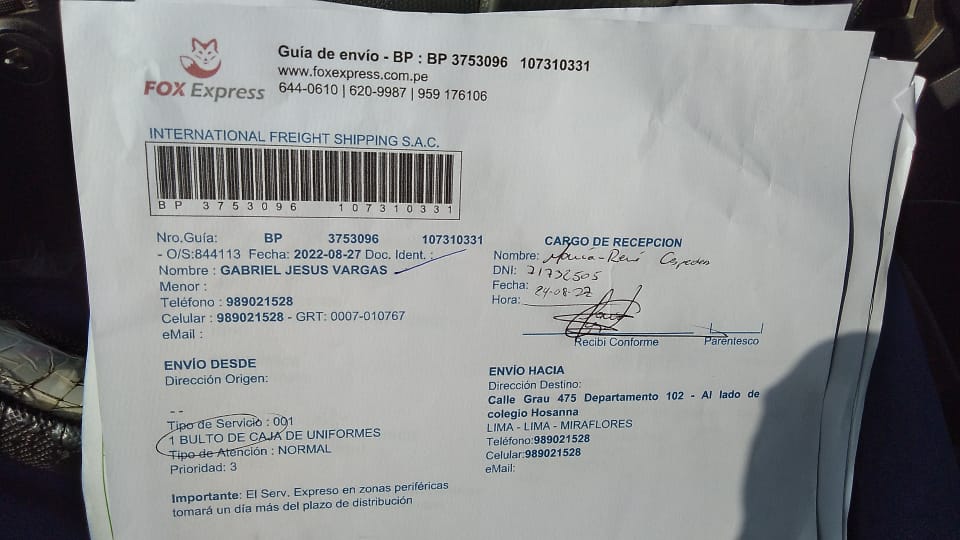 FOX Express
Guía de envío - BP : BP 3753096 107310331
www.foxexpress.com.pe
644-0610 | 620-9987 | 959 176106
INTERNATIONAL FREIGHT SHIPPING S.A.C.
BP 3753096 107310331
Nro.Guía: BP 3753096 107310331
- O/S:844113 Fecha: 2022-08-27 Doc. Ident. :
Nombre : GABRIEL JESUS VARGAS
Menor :
Teléfono : 989021528
Celular : 989021528 - GRT: 0007-010767
eMail :
CARGO DE RECEPCION
Nombre:
DNI: 71732505
Fecha: 24-08-22
Hora:
Recibi Conforme Parentesco
ENVÍO DESDE
Dirección Origen:
- -
Tipo de Servicio : 001
1 BULTO DE CAJA DE UNIFORMES
Tipo de Atención : NORMAL
Prioridad: 3
Importante: El Serv. Expreso en zonas periféricas
tomará un día más del plazo de distribución
ENVÍO HACIA
Dirección Destino:
Calle Grau 475 Departamento 102 - Al lado de
colegio Hosanna
LIMA - LIMA - MIRAFLORES
Teléfono:989021528
Celular:989021528
eMail: